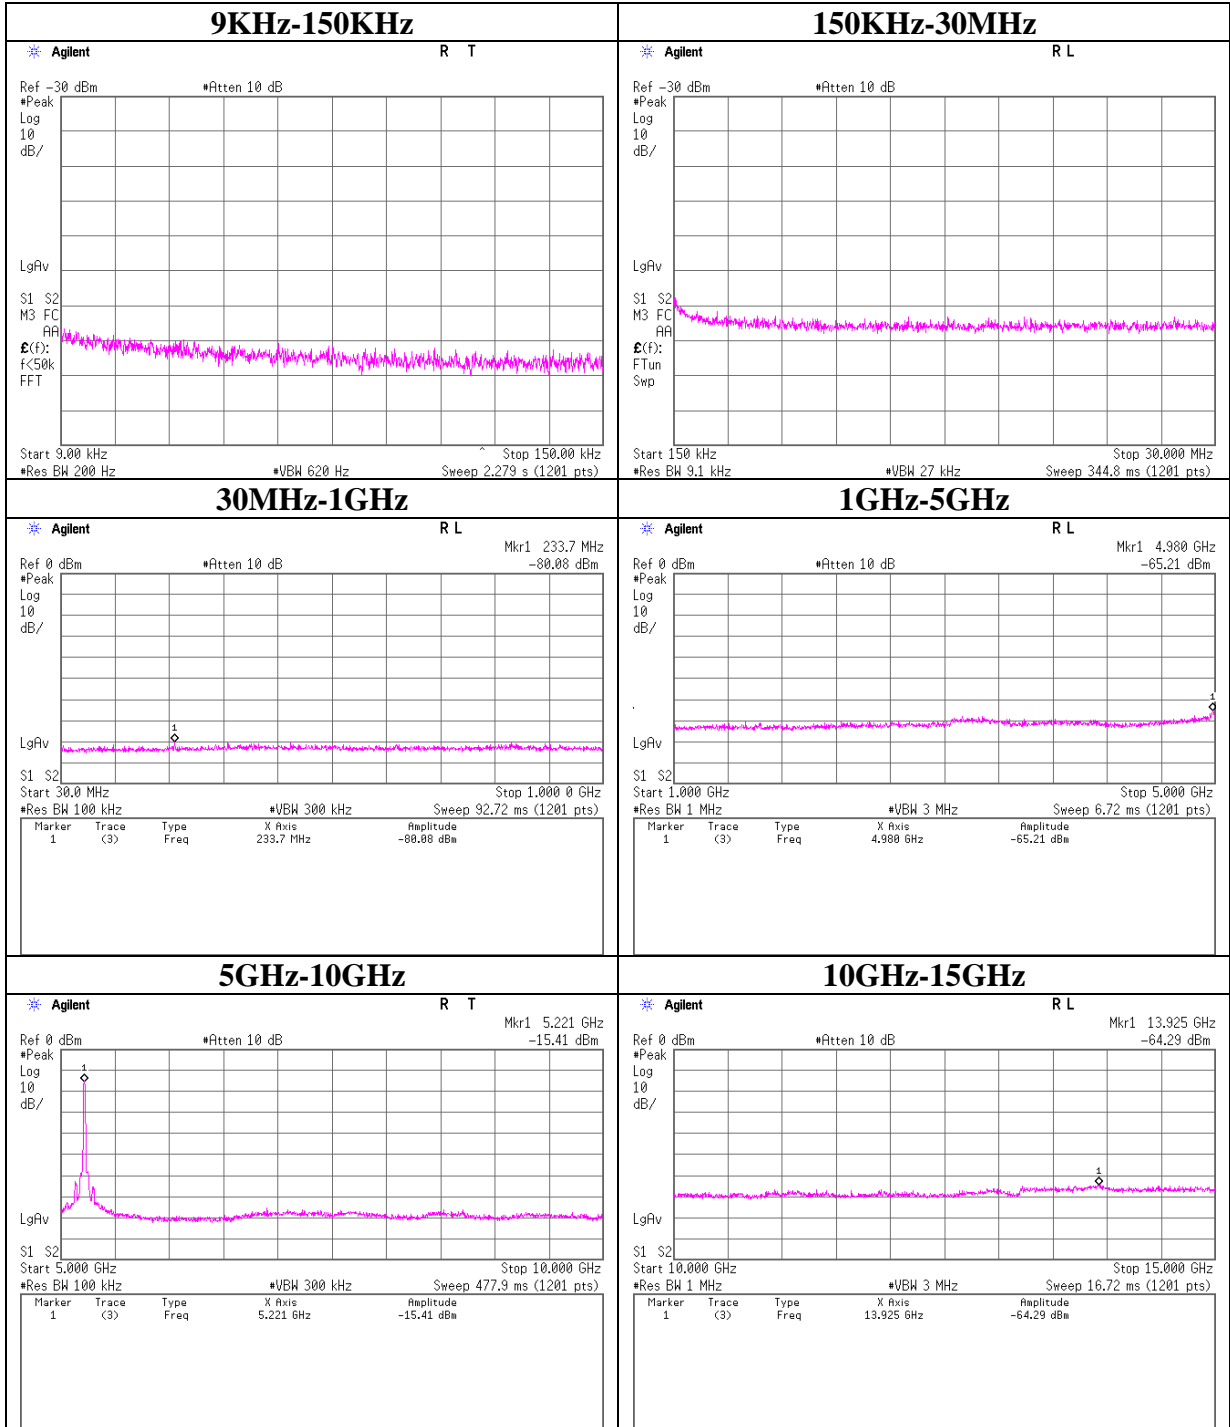 9KHz-150KHz
Agilent
R T
Ref -30 dBm
#Atten 10 dB
#Peak
Log
10
dB/
LgAv
S1 S2
M3 FC
AA
£(f):
f<50k
FFT
Start 9.00 kHz
^ Stop 150.00 kHz
#Res BW 200 Hz
#VBW 620 Hz
Sweep 2.279 s (1201 pts)
150KHz-30MHz
Agilent
R L
Ref -30 dBm
#Atten 10 dB
#Peak
Log
10
dB/
LgAv
S1 S2
M3 FC
AA
£(f):
FTun
Swp
Start 150 kHz
Stop 30.000 MHz
#Res BW 9.1 kHz
#VBW 27 kHz
Sweep 344.8 ms (1201 pts)
30MHz-1GHz
Agilent
R L
Mkr1 233.7 MHz
Ref 0 dBm
#Atten 10 dB
-80.08 dBm
#Peak
Log
10
dB/
1
LgAv
S1 S2
Start 30.0 MHz
Stop 1.000 0 GHz
#Res BW 100 kHz
#VBW 300 kHz
Sweep 92.72 ms (1201 pts)
Marker Trace Type X Axis Amplitude
1 (3) Freq 233.7 MHz -80.08 dBm
1GHz-5GHz
Agilent
R L
Mkr1 4.980 GHz
Ref 0 dBm
#Atten 10 dB
-65.21 dBm
#Peak
Log
10
dB/
1
LgAv
S1 S2
Start 1.000 GHz
Stop 5.000 GHz
#Res BW 1 MHz
#VBW 3 MHz
Sweep 6.72 ms (1201 pts)
Marker Trace Type X Axis Amplitude
1 (3) Freq 4.980 GHz -65.21 dBm
5GHz-10GHz
Agilent
R T
Mkr1 5.221 GHz
Ref 0 dBm
#Atten 10 dB
-15.41 dBm
#Peak
Log
10
dB/
1
LgAv
S1 S2
Start 5.000 GHz
Stop 10.000 GHz
#Res BW 100 kHz
#VBW 300 kHz
Sweep 477.9 ms (1201 pts)
Marker Trace Type X Axis Amplitude
1 (3) Freq 5.221 GHz -15.41 dBm
10GHz-15GHz
Agilent
R L
Mkr1 13.925 GHz
Ref 0 dBm
#Atten 10 dB
-64.29 dBm
#Peak
Log
10
dB/
1
LgAv
S1 S2
Start 10.000 GHz
Stop 15.000 GHz
#Res BW 1 MHz
#VBW 3 MHz
Sweep 16.72 ms (1201 pts)
Marker Trace Type X Axis Amplitude
1 (3) Freq 13.925 GHz -64.29 dBm